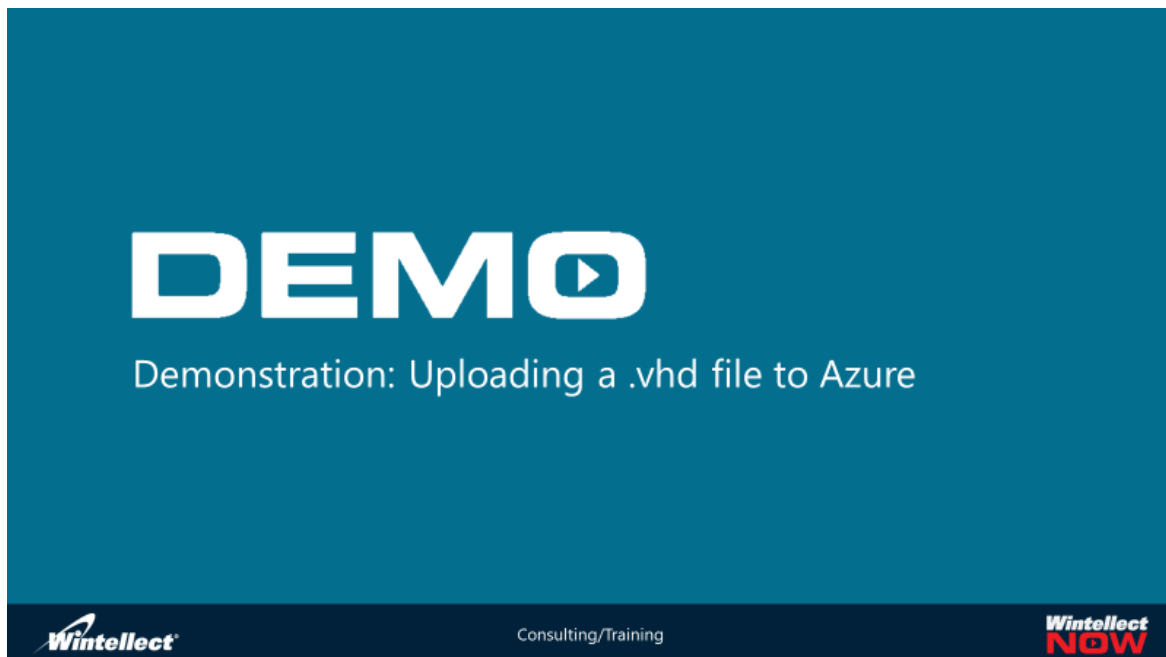 DEMO
Demonstration: Uploading a .vhd file to Azure
Wintellect
Consulting/Training
Wintellect
NOW